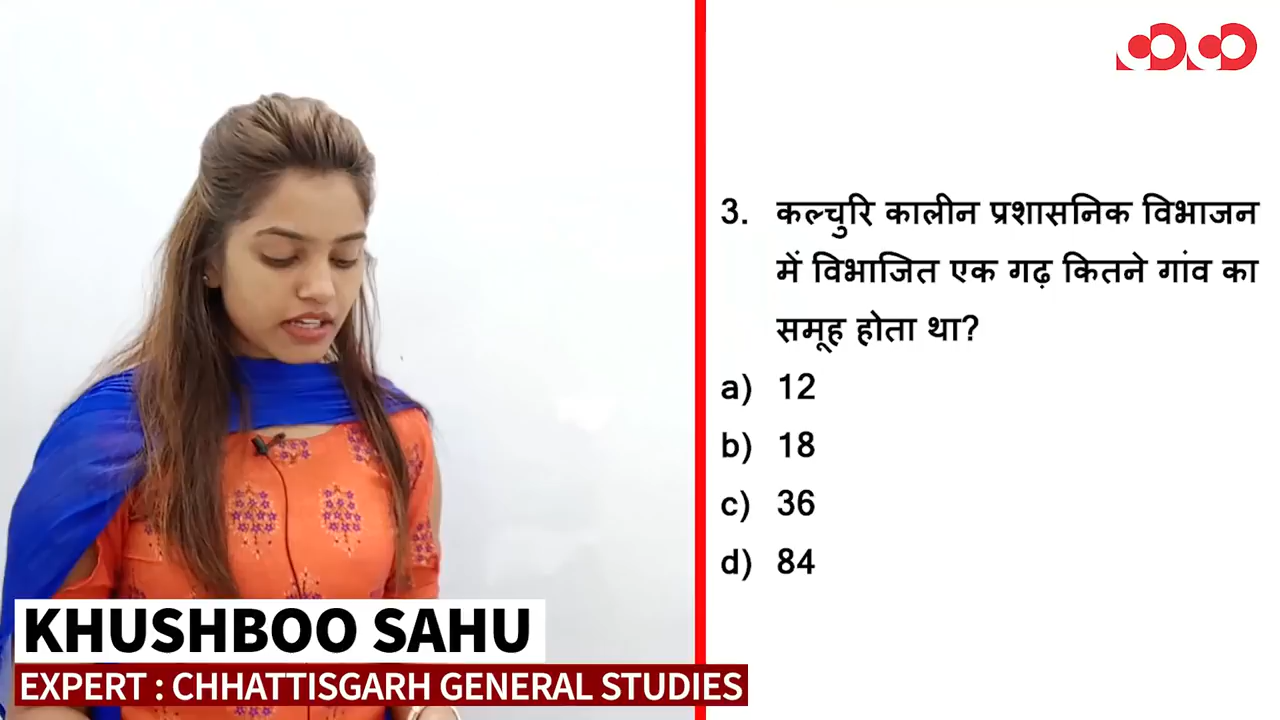 3. कल्चुरि कालीन प्रशासनिक विभाजन
में विभाजित एक गढ़ कितने गांव का
समूह होता था?
a) 12
b) 18
c) 36
d) 84
KHUSHBOO SAHU
EXPERT : CHHATTISGARH GENERAL STUDIES